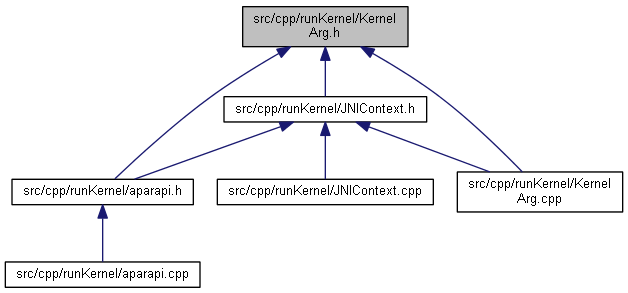 src/cpp/runKernel/Kernel
Arg.h
src/cpp/runKernel/JNIContext.h
src/cpp/runKernel/aparapi.h
src/cpp/runKernel/JNIContext.cpp
src/cpp/runKernel/Kernel
Arg.cpp
src/cpp/runKernel/aparapi.cpp